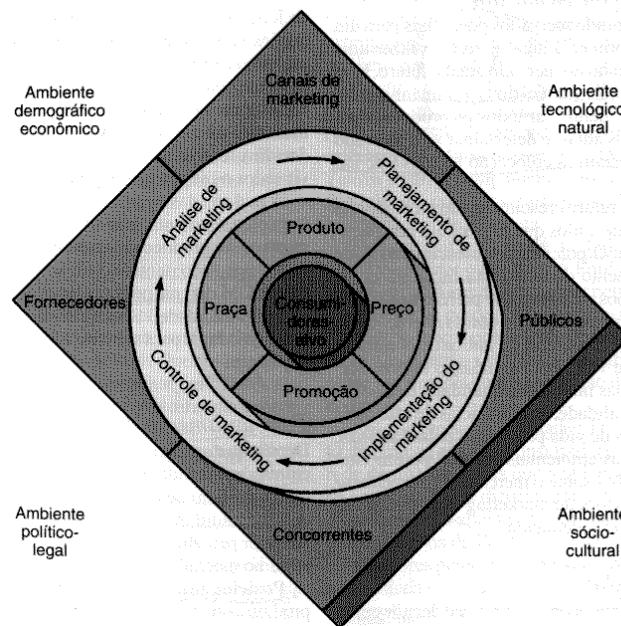 Canais de
marketing
Ambiente
demográfico
econômico
Ambiente
tecnológico
natural
Análise de
marketing
Planejamento de
marketing
Produto
Fornecedores
Praça
Consumi-
dores-
alvo
Preço
Públicos
Promoção
Controle de marketing
Implementação do
marketing
Ambiente
político-
legal
Concorrentes
Ambiente
sócio-
cultural